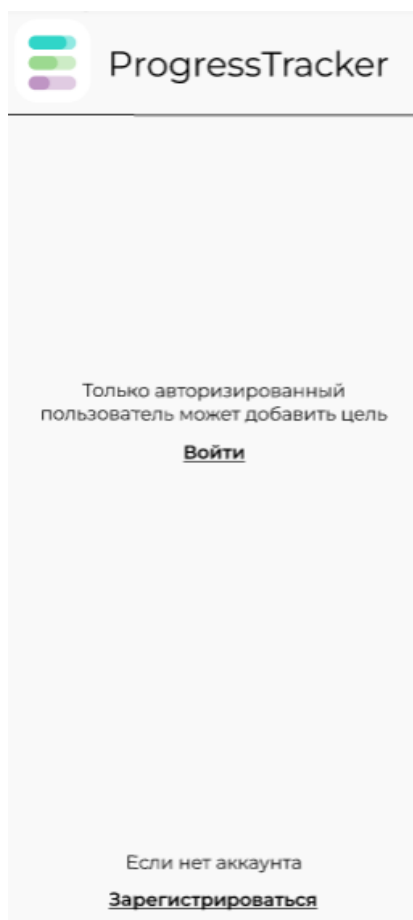 ProgressTracker
Только авторизированный
пользователь может добавить цель
Войти
Если нет аккаунта
Зарегистрироваться